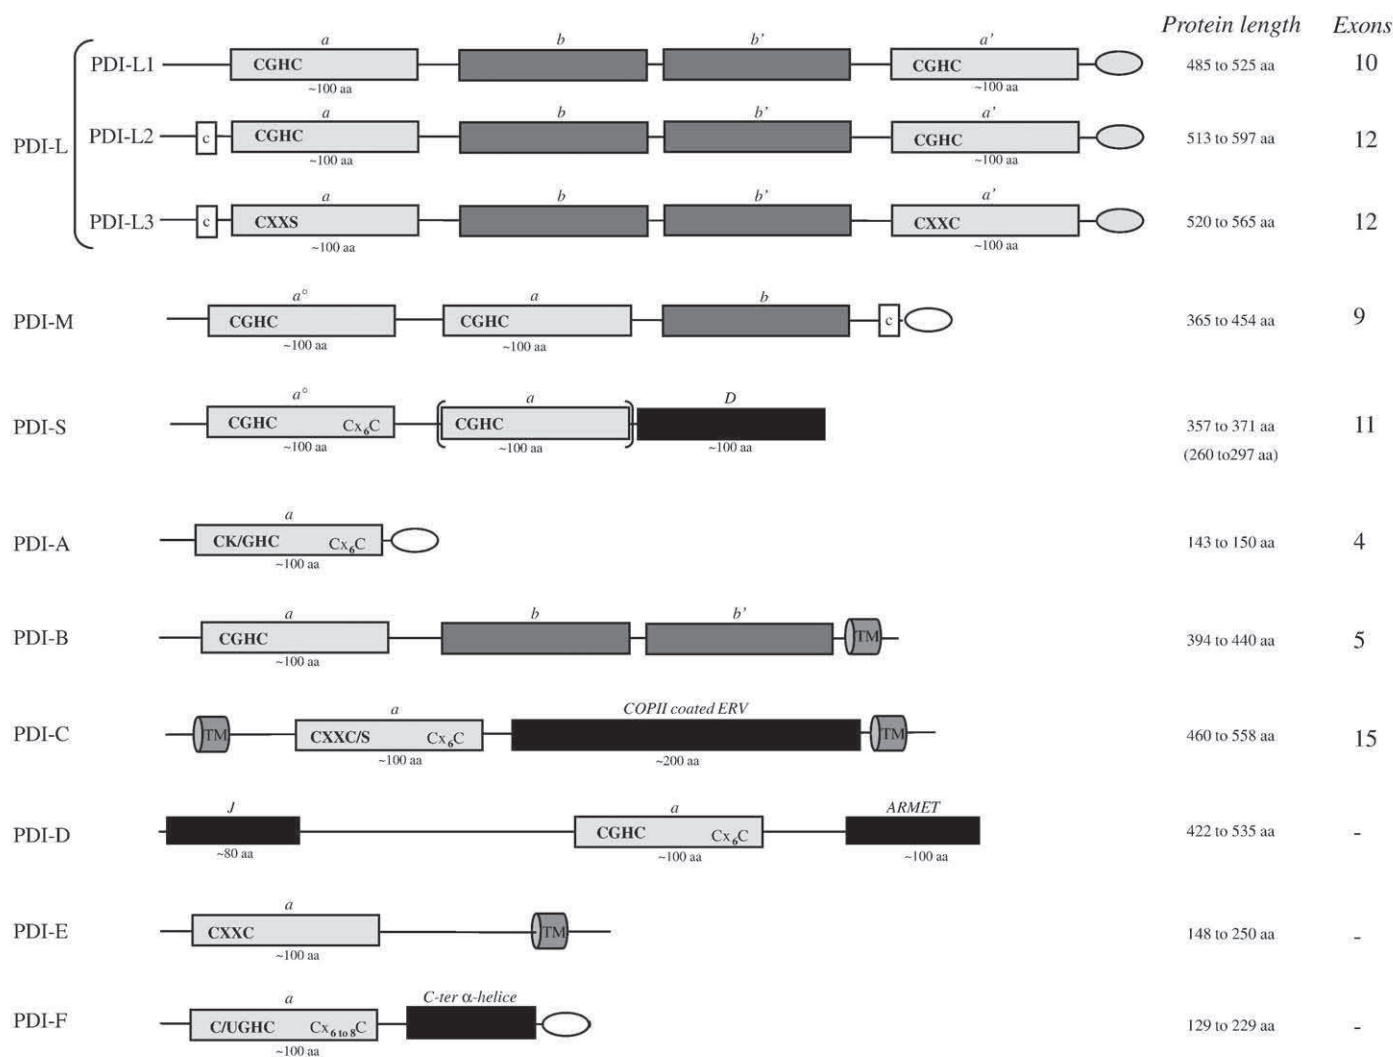 Protein length Exons
a b b' a'
PDI-L1 CGHC CGHC 485 to 525 aa 10
~100 aa ~100 aa
a b b' a'
PDI-L PDI-L2 c CGHC CGHC 513 to 597 aa 12
~100 aa ~100 aa
a b b' a'
PDI-L3 c CXXS CXXC 520 to 565 aa 12
~100 aa ~100 aa
a° a b
PDI-M CGHC CGHC c 365 to 454 aa 9
~100 aa ~100 aa
a° a D
PDI-S CGHC Cx₆C CGHC 357 to 371 aa 11
~100 aa ~100 aa ~100 aa
(260 to297 aa)
a
PDI-A CK/GHC Cx₆C 143 to 150 aa 4
~100 aa
a b b'
PDI-B CGHC TM 394 to 440 aa 5
~100 aa
a COPII coated ERV
PDI-C TM CXXC/S Cx₆C TM 460 to 558 aa 15
~100 aa ~200 aa
J a ARMET
PDI-D CGHC Cx₆C 422 to 535 aa -
~80 aa ~100 aa ~100 aa
a
PDI-E CXXC TM 148 to 250 aa -
~100 aa
a C-ter α-helice
PDI-F C/UGHC Cx₆ to ₈C 129 to 229 aa -
~100 aa